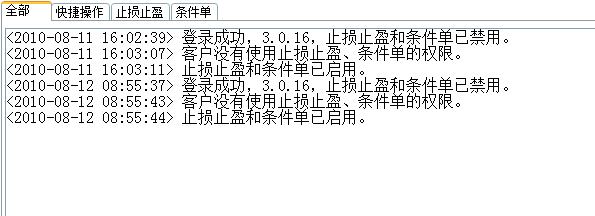 全部 快捷操作 止损止盈 条件单
<2010-08-11 16:02:39> 登录成功，3.0.16，止损止盈和条件单已禁用。
<2010-08-11 16:03:07> 客户没有使用止损止盈、条件单的权限。
<2010-08-11 16:03:11> 止损止盈和条件单已启用。
<2010-08-12 08:55:37> 登录成功，3.0.16，止损止盈和条件单已禁用。
<2010-08-12 08:55:43> 客户没有使用止损止盈、条件单的权限。
<2010-08-12 08:55:44> 止损止盈和条件单已启用。